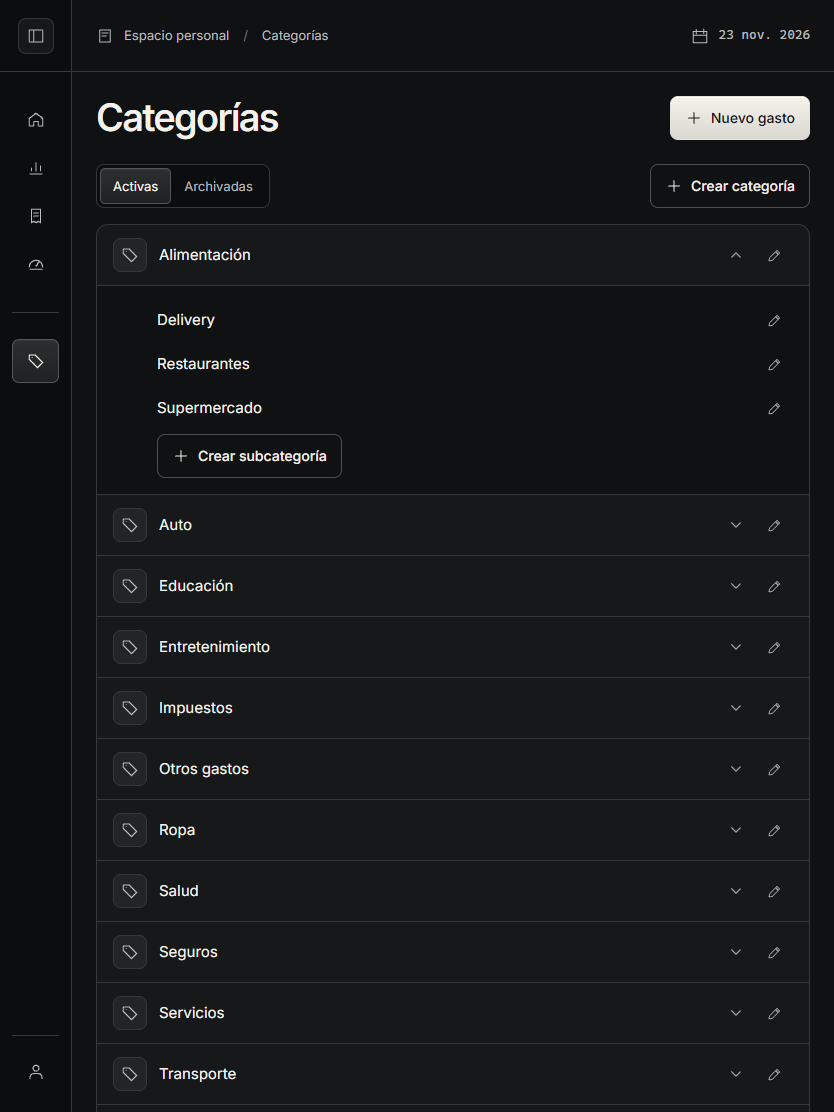 Espacio personal / Categorías
23 nov. 2026
Categorías
Nuevo gasto
Activas
Archivadas
Crear categoría
Alimentación
Delivery
Restaurantes
Supermercado
Crear subcategoría
Auto
Educación
Entretenimiento
Impuestos
Otros gastos
Ropa
Salud
Seguros
Servicios
Transporte